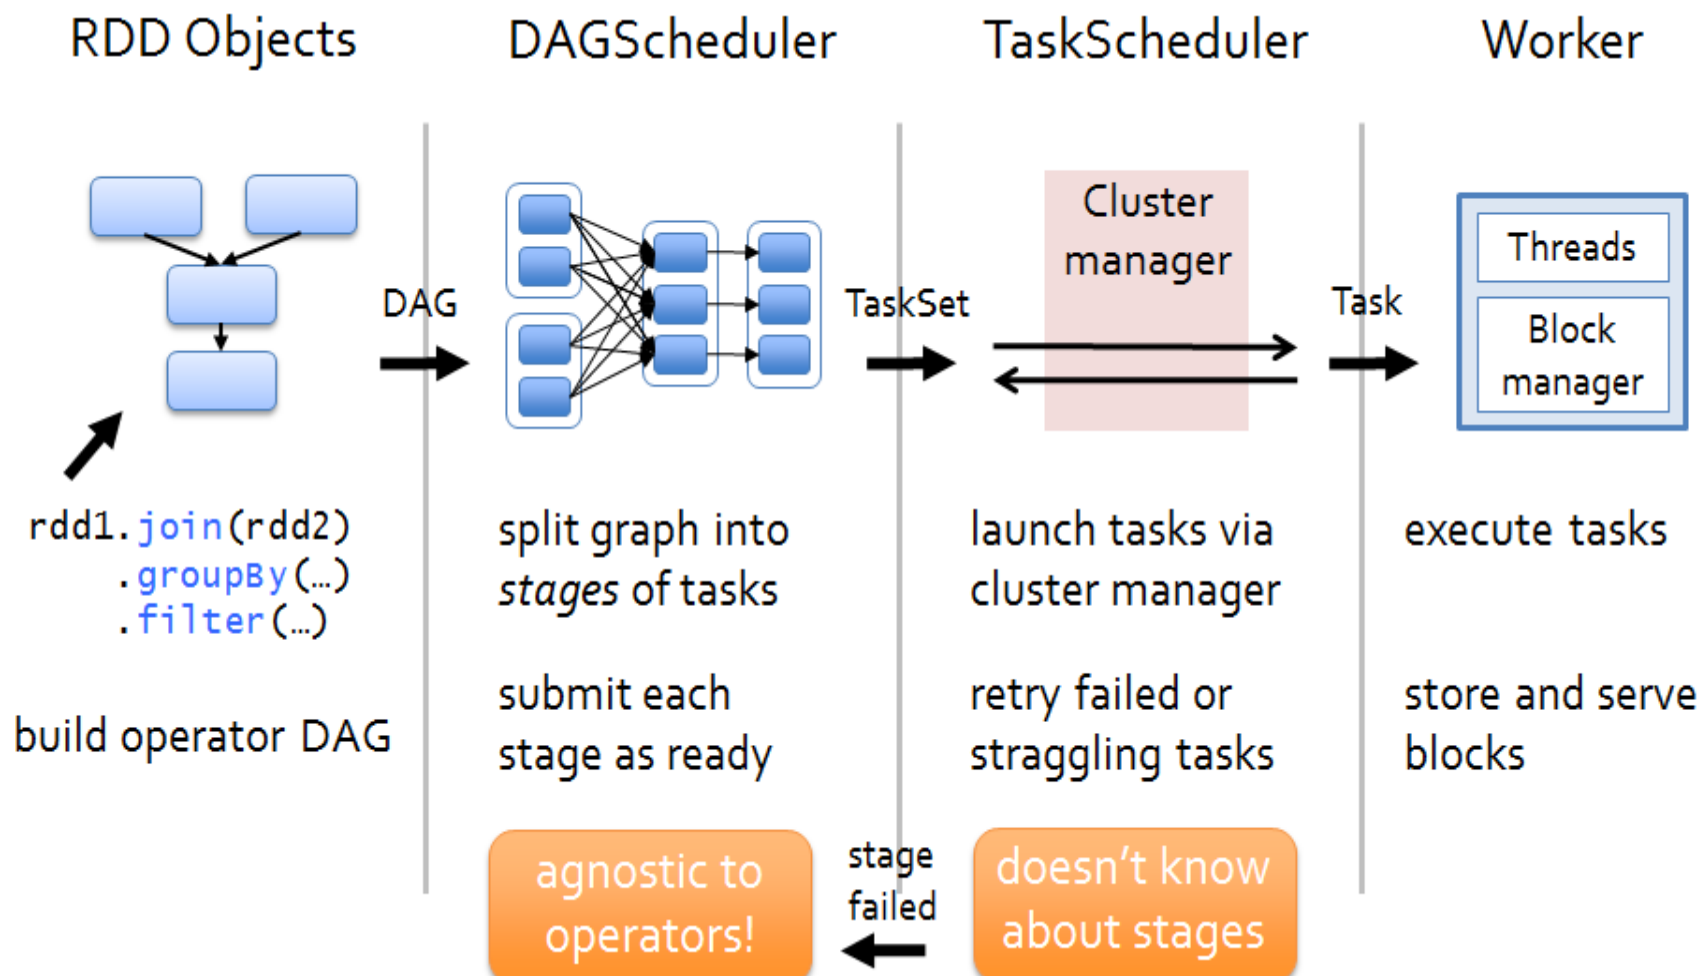 RDD Objects
DAGScheduler
TaskScheduler
Worker
DAG
TaskSet
Cluster
manager
Task
Threads
Block
manager
rdd1.join(rdd2)
.groupBy(…)
.filter(…)
build operator DAG
split graph into
stages of tasks
submit each
stage as ready
launch tasks via
cluster manager
retry failed or
straggling tasks
execute tasks
store and serve
blocks
agnostic to
operators!
stage
failed
doesn’t know
about stages